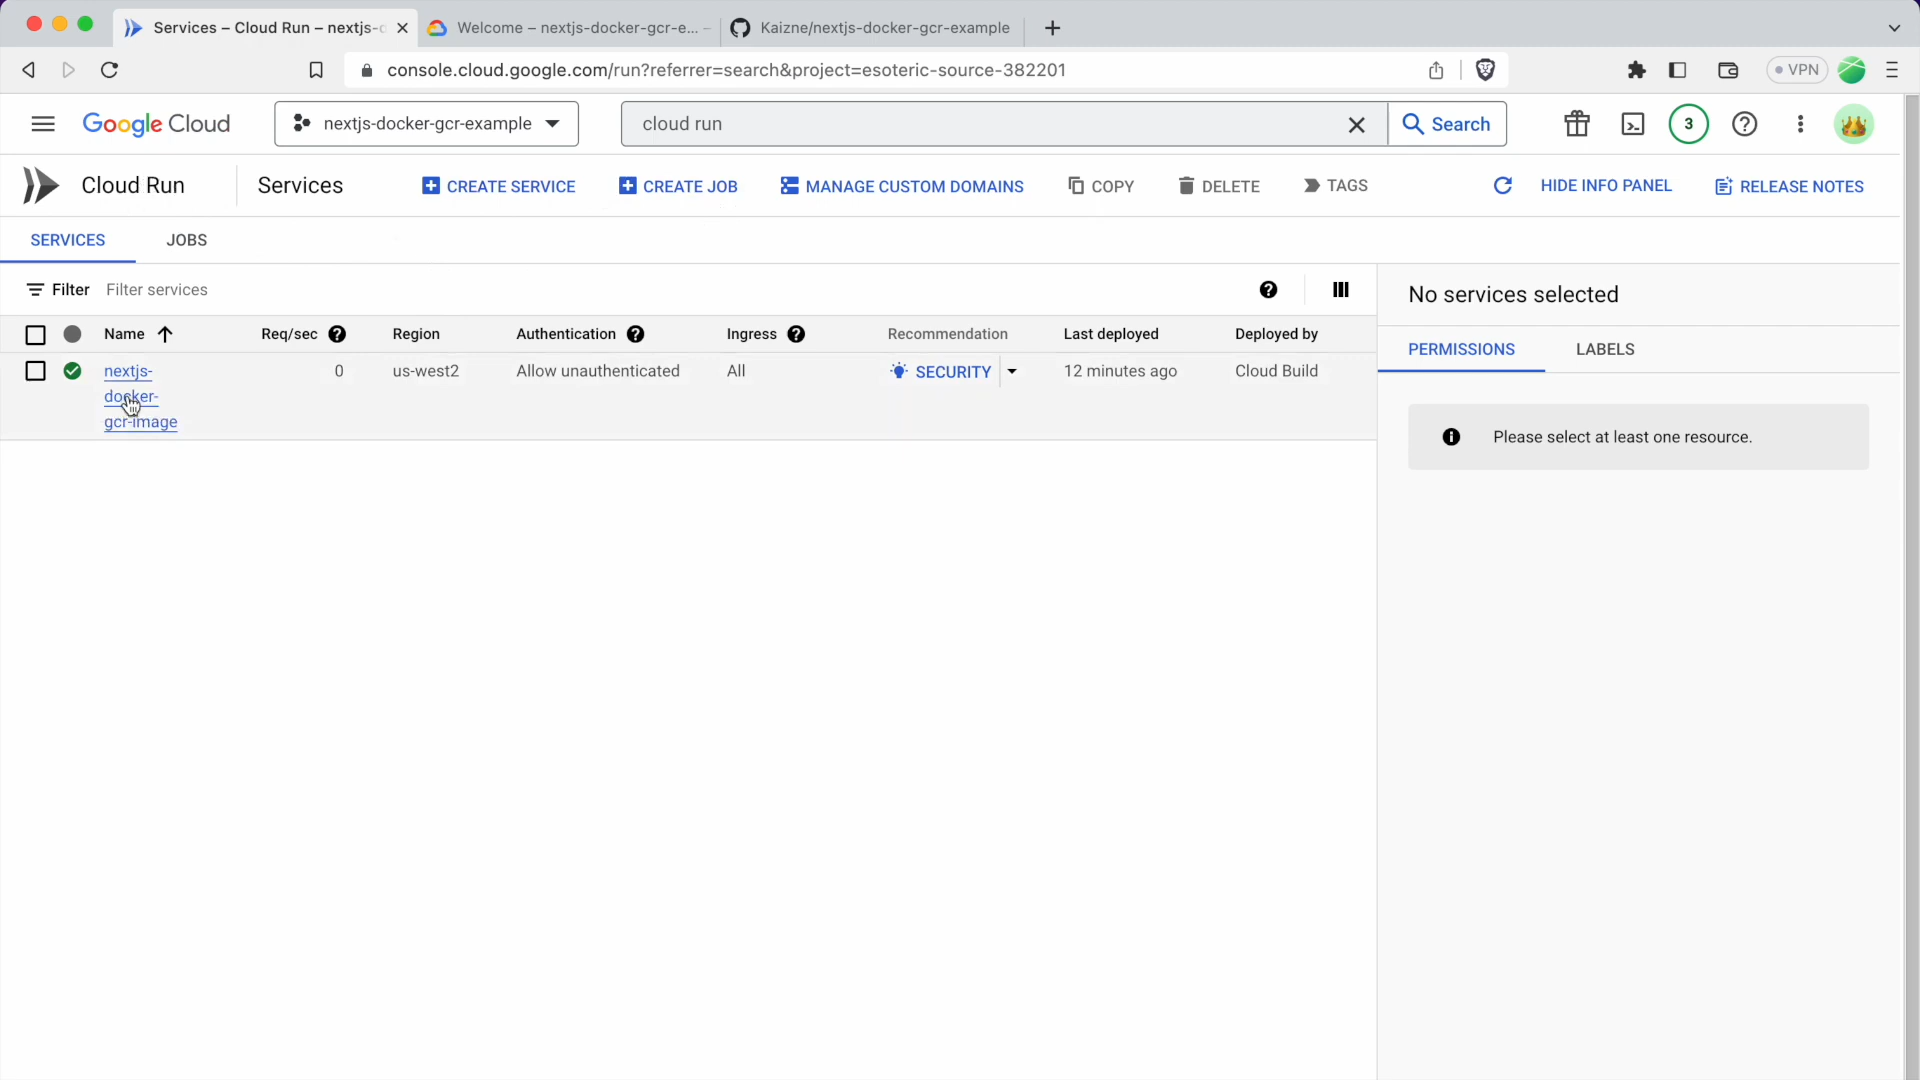 Services – Cloud Run – nextjs-d
Welcome – nextjs-docker-gcr-e...
Kaizne/nextjs-docker-gcr-example
console.cloud.google.com/run?referrer=search&project=esoteric-source-382201
VPN
Google Cloud
nextjs-docker-gcr-example
cloud run
Search
3
Cloud Run
Services
CREATE SERVICE
CREATE JOB
MANAGE CUSTOM DOMAINS
COPY
DELETE
TAGS
HIDE INFO PANEL
RELEASE NOTES
SERVICES
JOBS
Filter
Filter services
Name
Req/sec
Region
Authentication
Ingress
Recommendation
Last deployed
Deployed by
nextjs-
docker-
gcr-image
0
us-west2
Allow unauthenticated
All
SECURITY
12 minutes ago
Cloud Build
No services selected
PERMISSIONS
LABELS
Please select at least one resource.